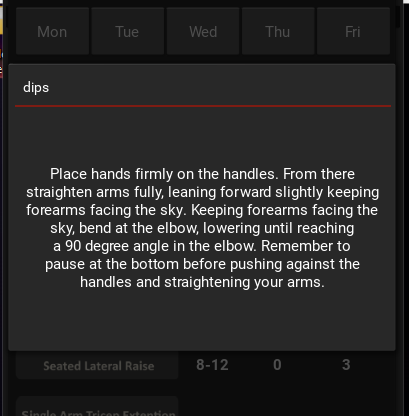 Mon Tue Wed Thu Fri
dips
Place hands firmly on the handles. From there
straighten arms fully, leaning forward slightly keeping
forearms facing the sky. Keeping forearms facing the
sky, bend at the elbow, lowering until reaching
a 90 degree angle in the elbow. Remember to
pause at the bottom before pushing against the
handles and straightening your arms.
Seated Lateral Raise 8-12 0 3
Single Arm Tricep Extention